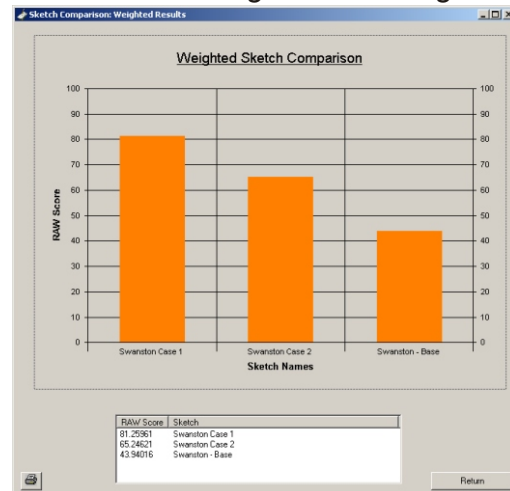 Sketch Comparison: Weighted Results
Weighted Sketch Comparison
100 100
90 90
80 80
70 70
60 60
50 50
40 40
30 30
20 20
10 10
0 0
RAW Score
Swanston Case 1 Swanston Case 2 Swanston - Base
Sketch Names
RAW Score Sketch
81.25961 Swanston Case 1
65.24621 Swanston Case 2
43.94016 Swanston - Base
Return